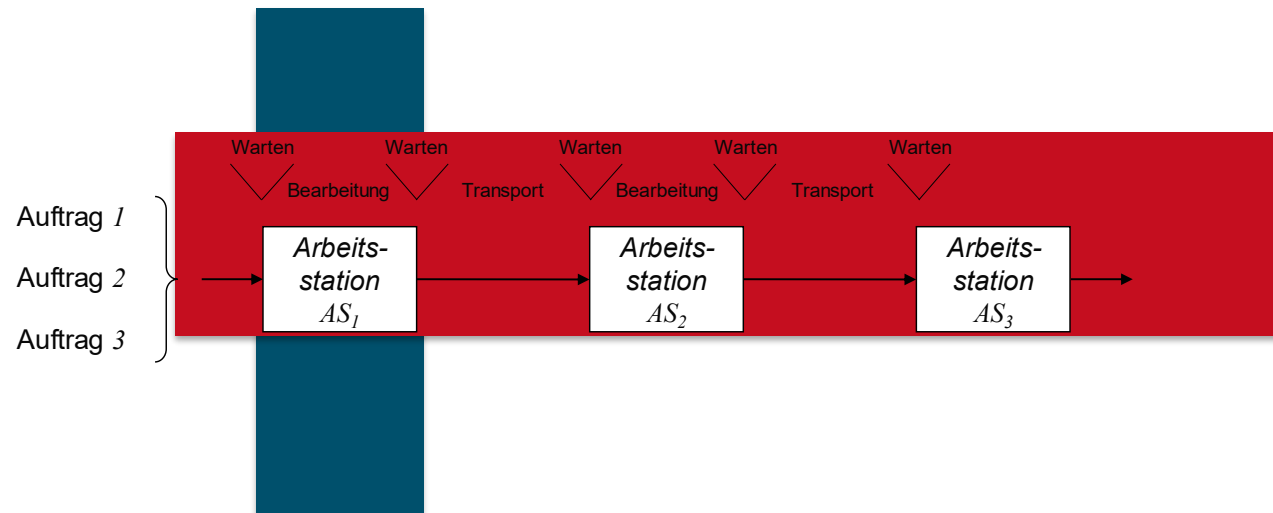 Warten Warten Warten Warten Warten
Bearbeitung Transport Bearbeitung Transport
Auftrag 1
Auftrag 2
Auftrag 3
Arbeits-
station
AS1
Arbeits-
station
AS2
Arbeits-
station
AS3